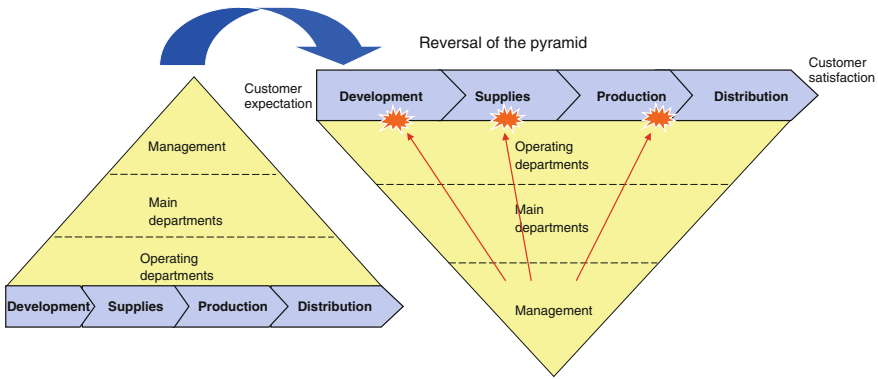 Reversal of the pyramid
Customer
expectation
Customer
satisfaction
Development
Supplies
Production
Distribution
Operating
departments
Main
departments
Management
Management
Main
departments
Operating
departments
Development
Supplies
Production
Distribution